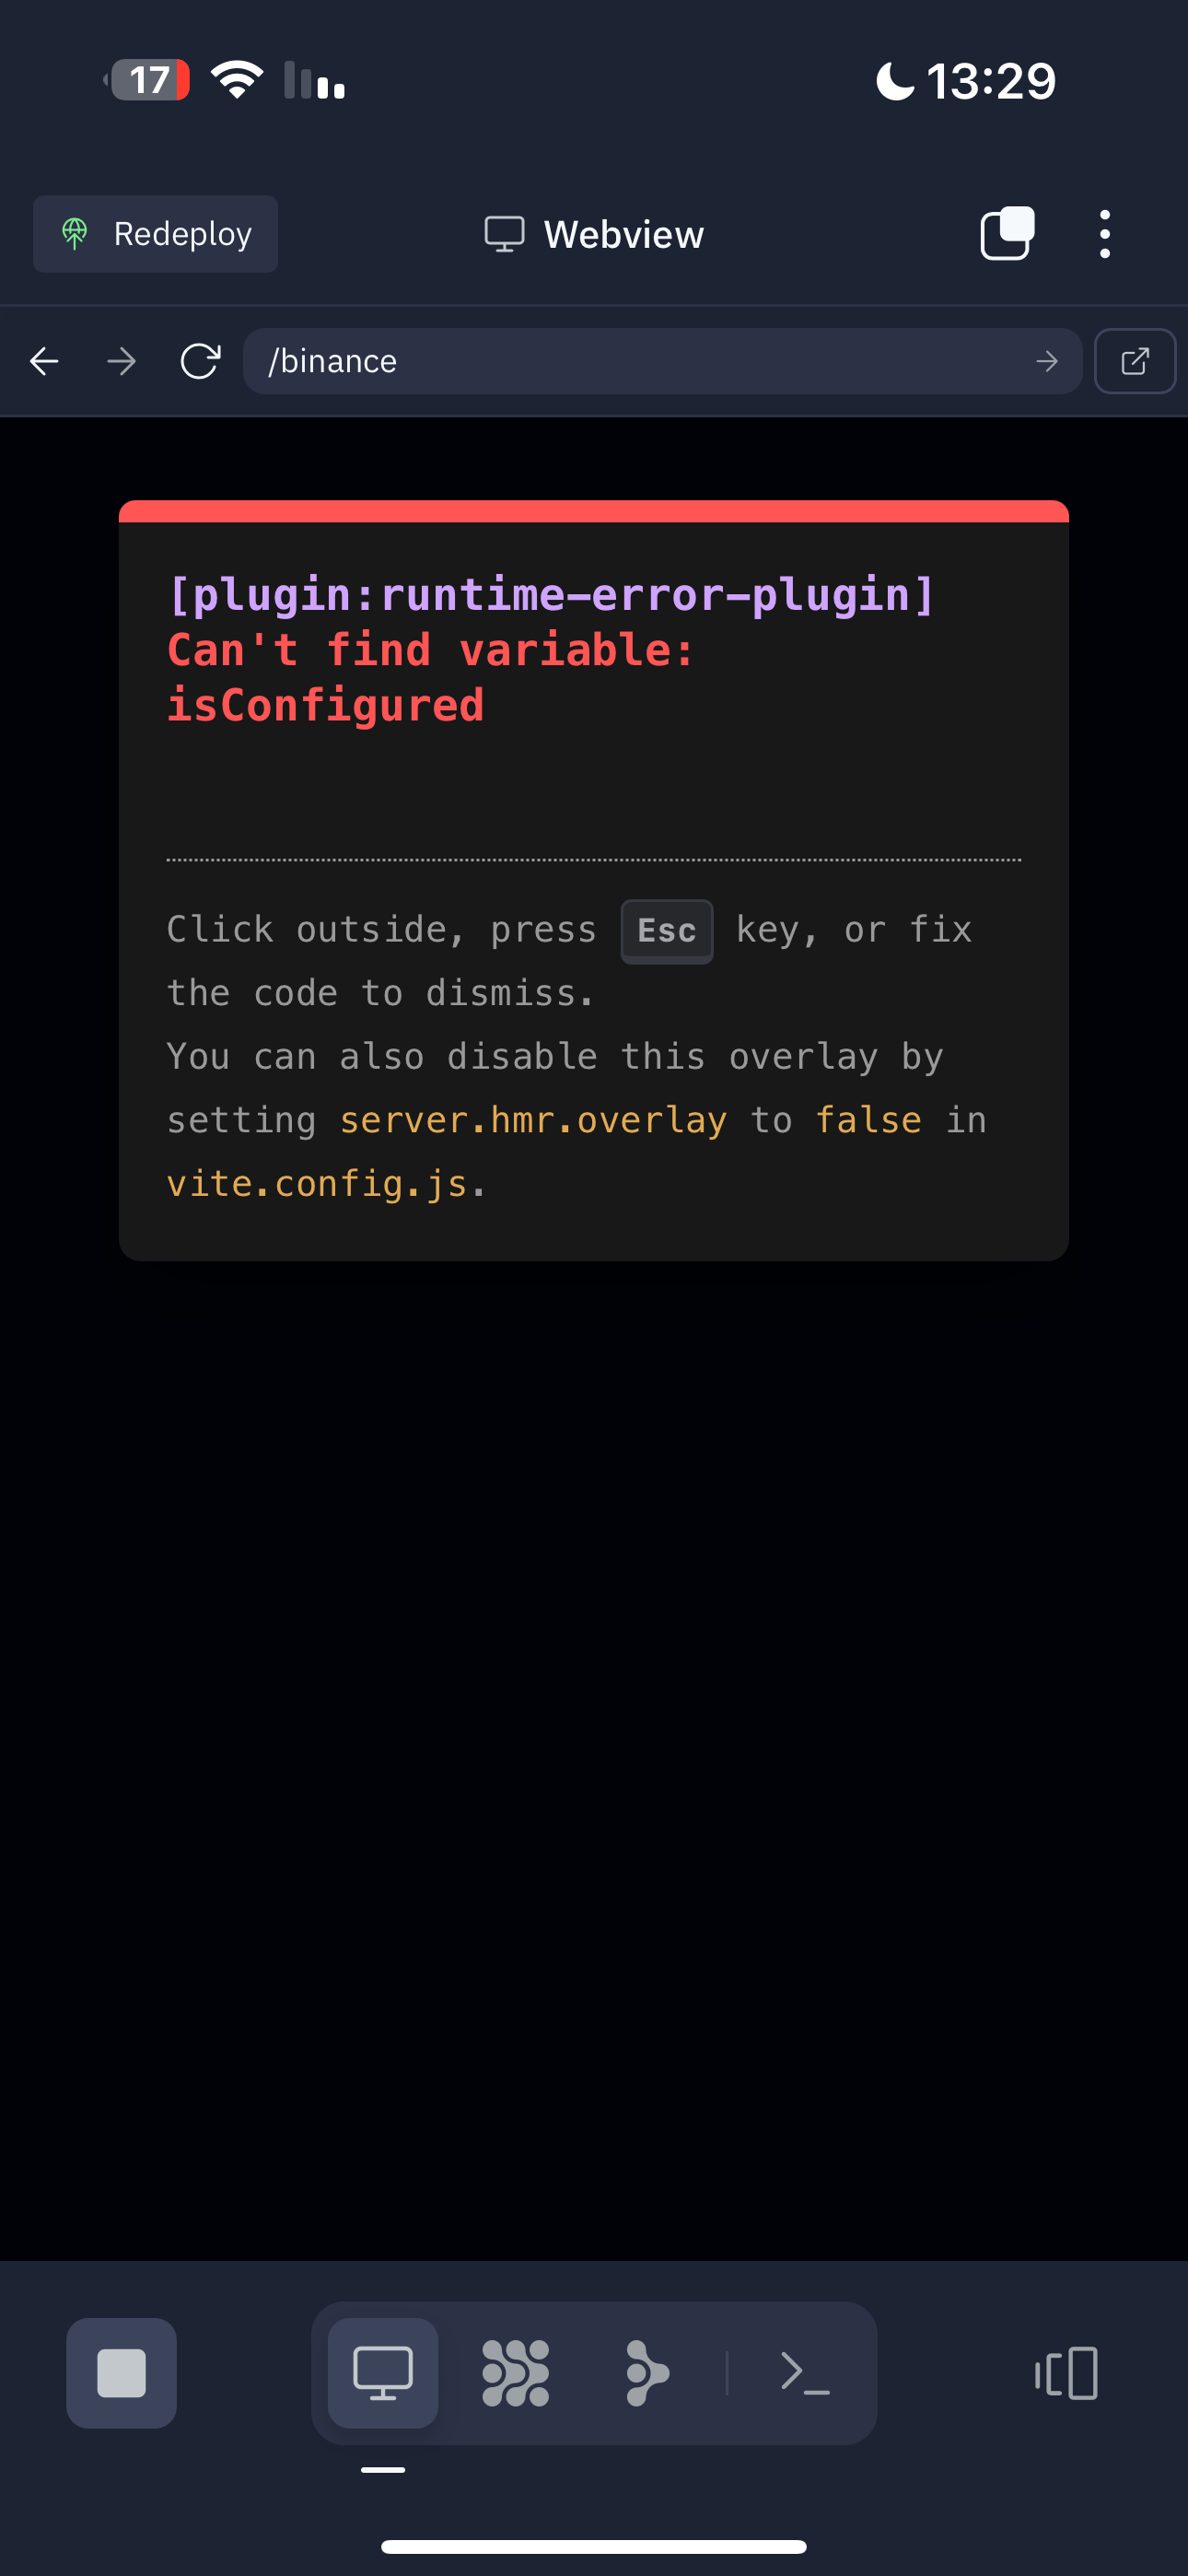 17
13:29
Redeploy
Webview
/binance
[plugin:runtime-error-plugin]
Can't find variable:
isConfigured
Click outside, press Esc key, or fix
the code to dismiss.
You can also disable this overlay by
setting server.hmr.overlay to false in
vite.config.js.